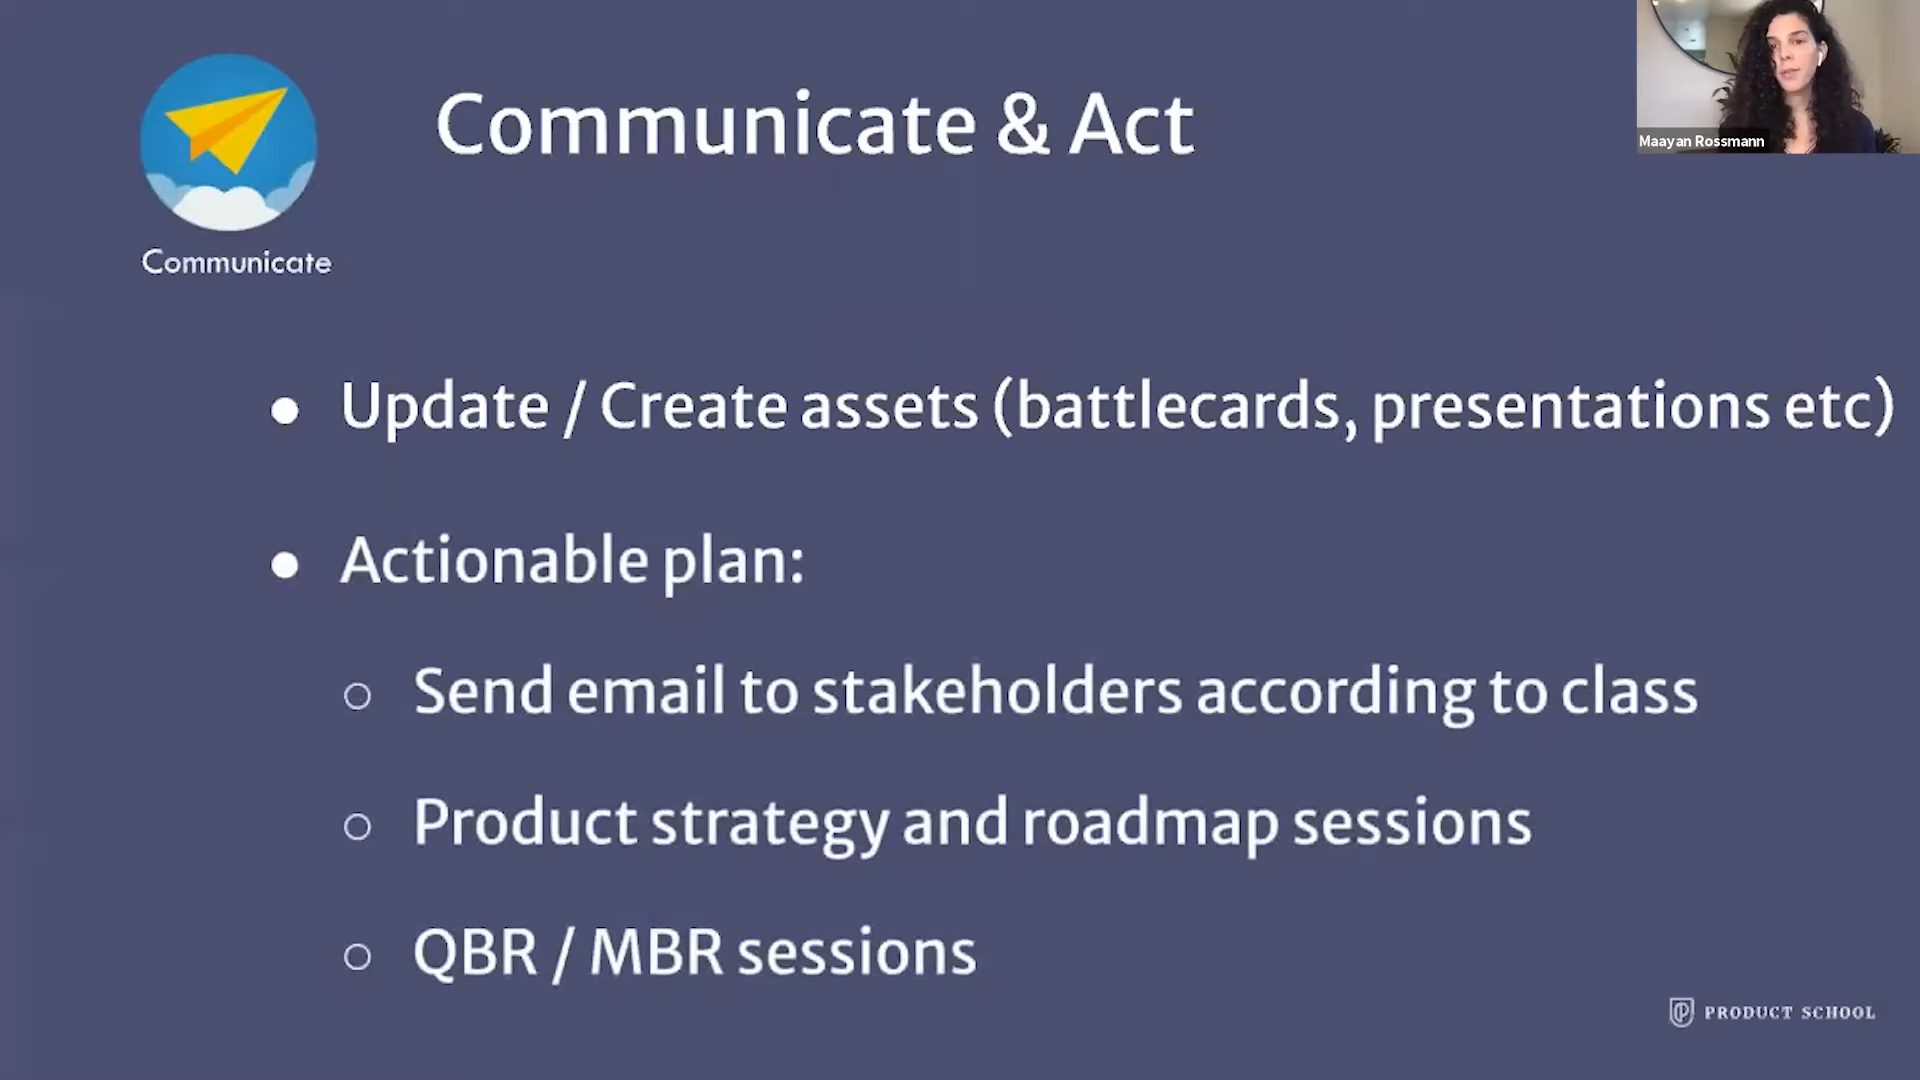 Communicate & Act
Maayan Rossmann
Communicate
● Update / Create assets (battlecards, presentations etc)
● Actionable plan:
○ Send email to stakeholders according to class
○ Product strategy and roadmap sessions
○ QBR / MBR sessions
PRODUCT SCHOOL